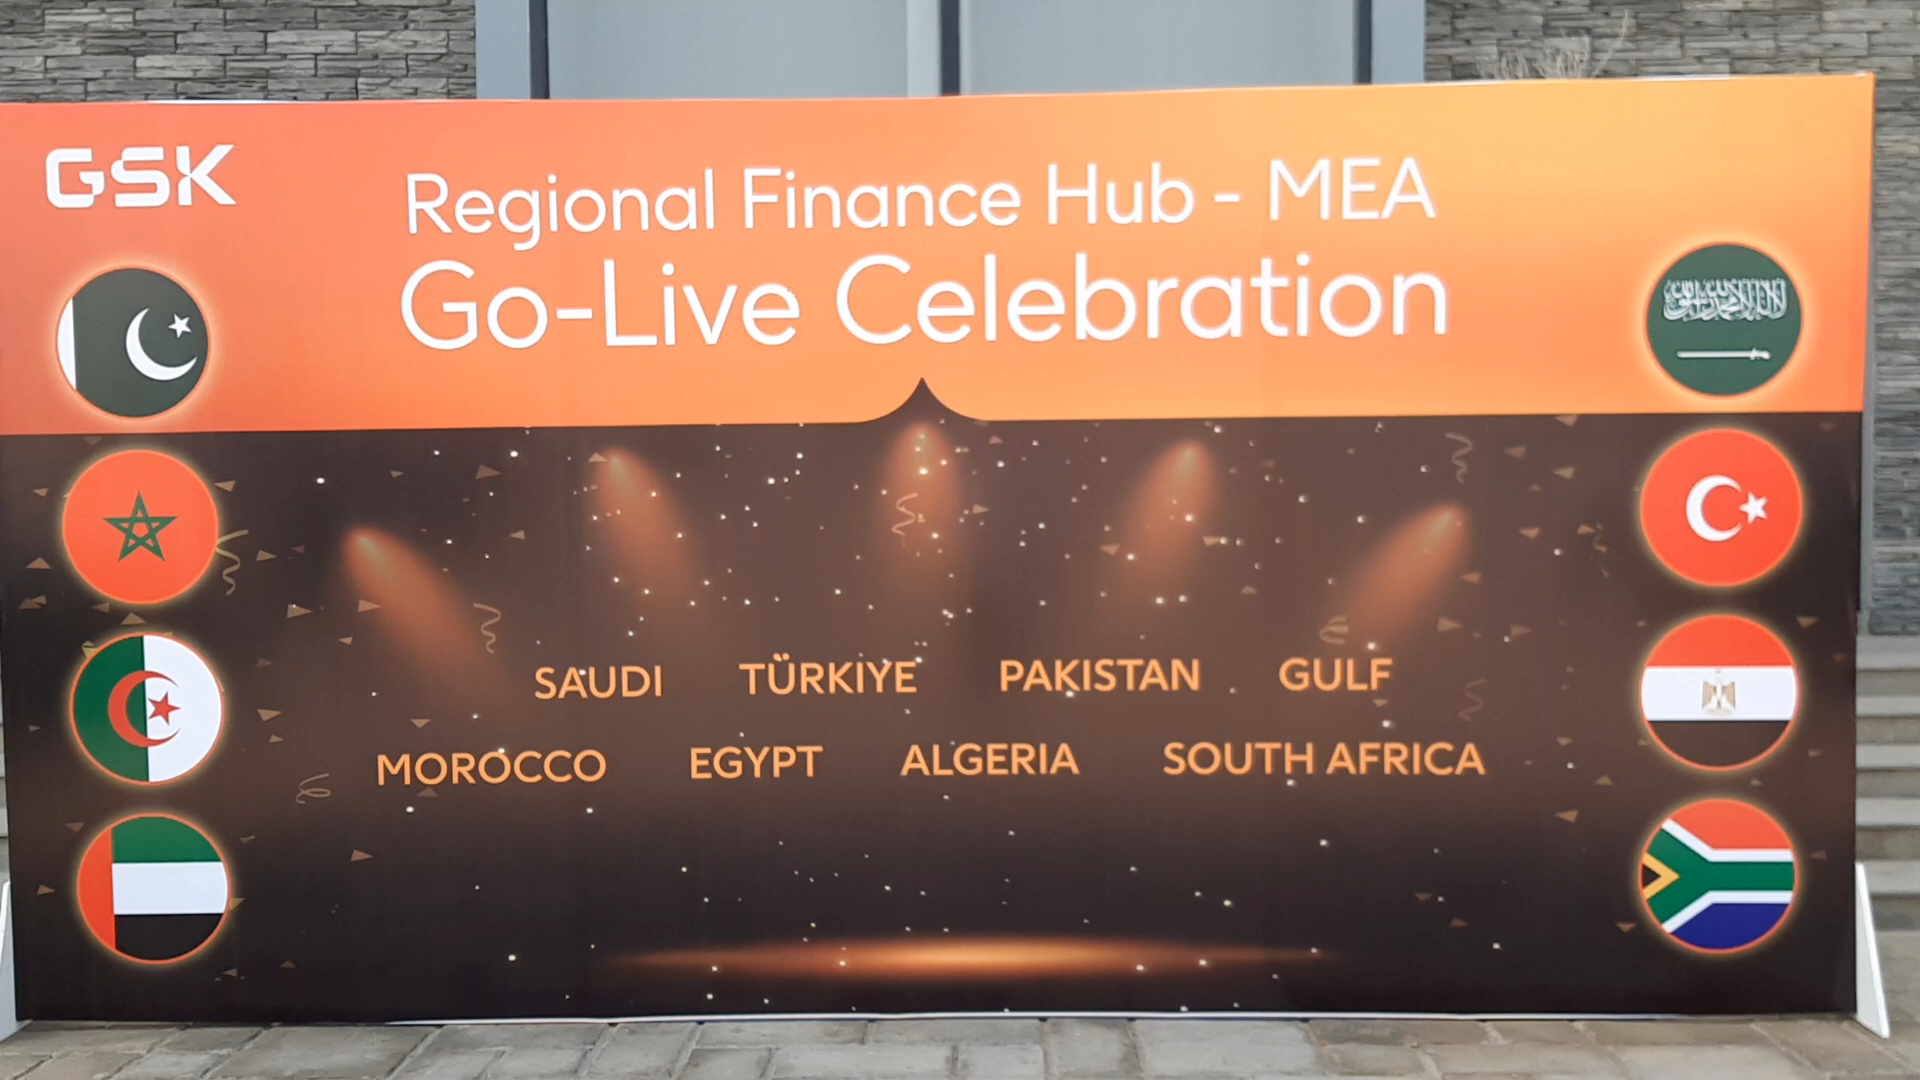 GSK
Regional Finance Hub - MEA
Go-Live Celebration
SAUDI TÜRKIYE PAKISTAN GULF
MOROCCO EGYPT ALGERIA SOUTH AFRICA